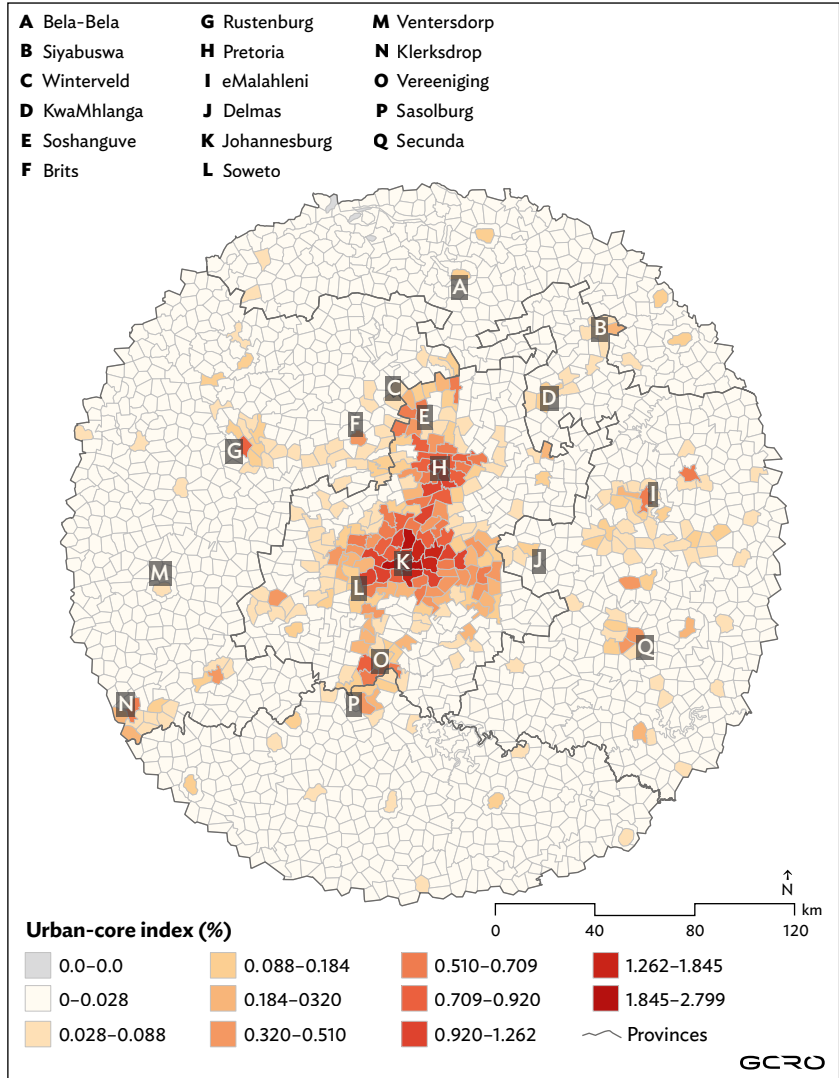 A Bela-Bela
B Siyabuswa
C Winterveld
D KwaMhlanga
E Soshanguve
F Brits
G Rustenburg
H Pretoria
I eMalahleni
J Delmas
K Johannesburg
L Soweto
M Ventersdorp
N Klerksdrop
O Vereeniging
P Sasolburg
Q Secunda
A
B
C
D
E
F
G
H
I
J
K
L
M
N
O
P
Q
N
km
0 40 80 120
Urban-core index (%)
0.0–0.0
0–0.028
0.028–0.088
0.088–0.184
0.184–0320
0.320–0.510
0.510–0.709
0.709–0.920
0.920–1.262
1.262–1.845
1.845–2.799
Provinces
GCRO